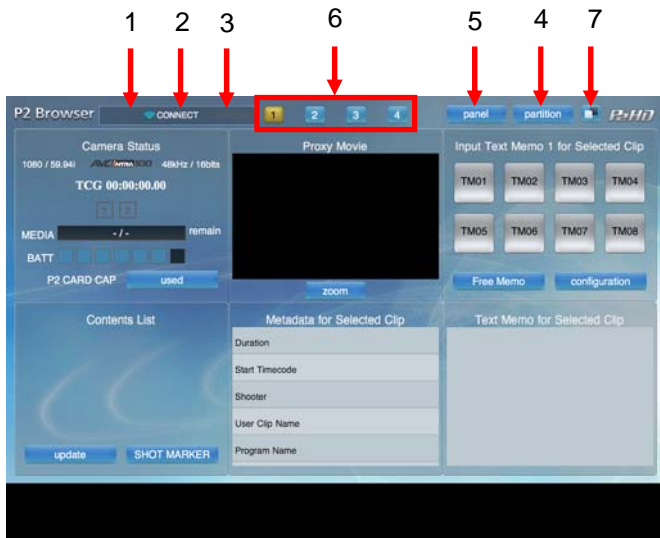 1 2 3 6 5 4 7
P2 Browser CONNECT 1 2 3 4 panel partition P2HD
Camera Status
1080 / 59.94i AVC-INTRA 100 48kHz / 16bits
TCG 00:00:00.00
1 2
MEDIA -/- remain
BATT
P2 CARD CAP used
Proxy Movie
zoom
Input Text Memo 1 for Selected Clip
TM01 TM02 TM03 TM04
TM05 TM06 TM07 TM08
Free Memo configuration
Contents List
update SHOT MARKER
Metadata for Selected Clip
Duration
Start Timecode
Shooter
User Clip Name
Program Name
Text Memo for Selected Clip